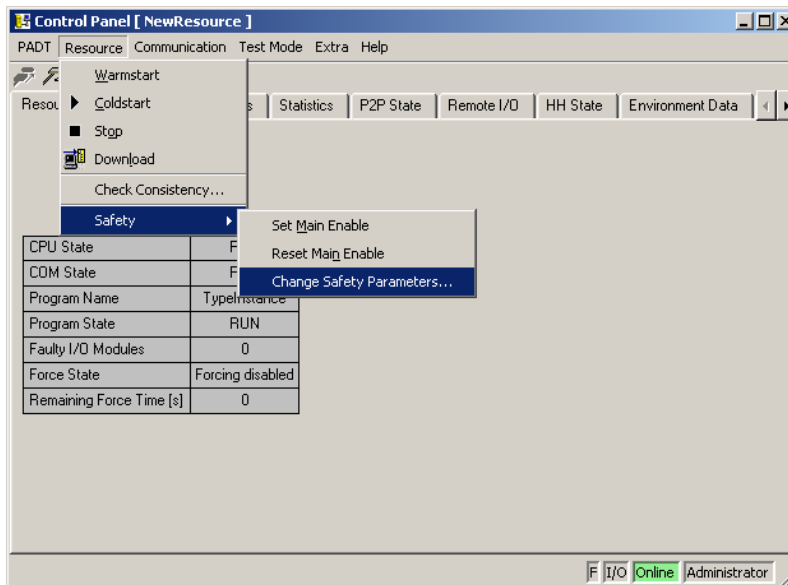 Control Panel [ NewResource ]
PADT Resource Communication Test Mode Extra Help
Warmstart
Coldstart
Stop
Download
Check Consistency...
Safety
Set Main Enable
Reset Main Enable
Change Safety Parameters...
Statistics P2P State Remote I/O HH State Environment Data
CPU State
COM State
Program Name TypeInstance
Program State RUN
Faulty I/O Modules 0
Force State Forcing disabled
Remaining Force Time [s] 0
F I/O Online Administrator